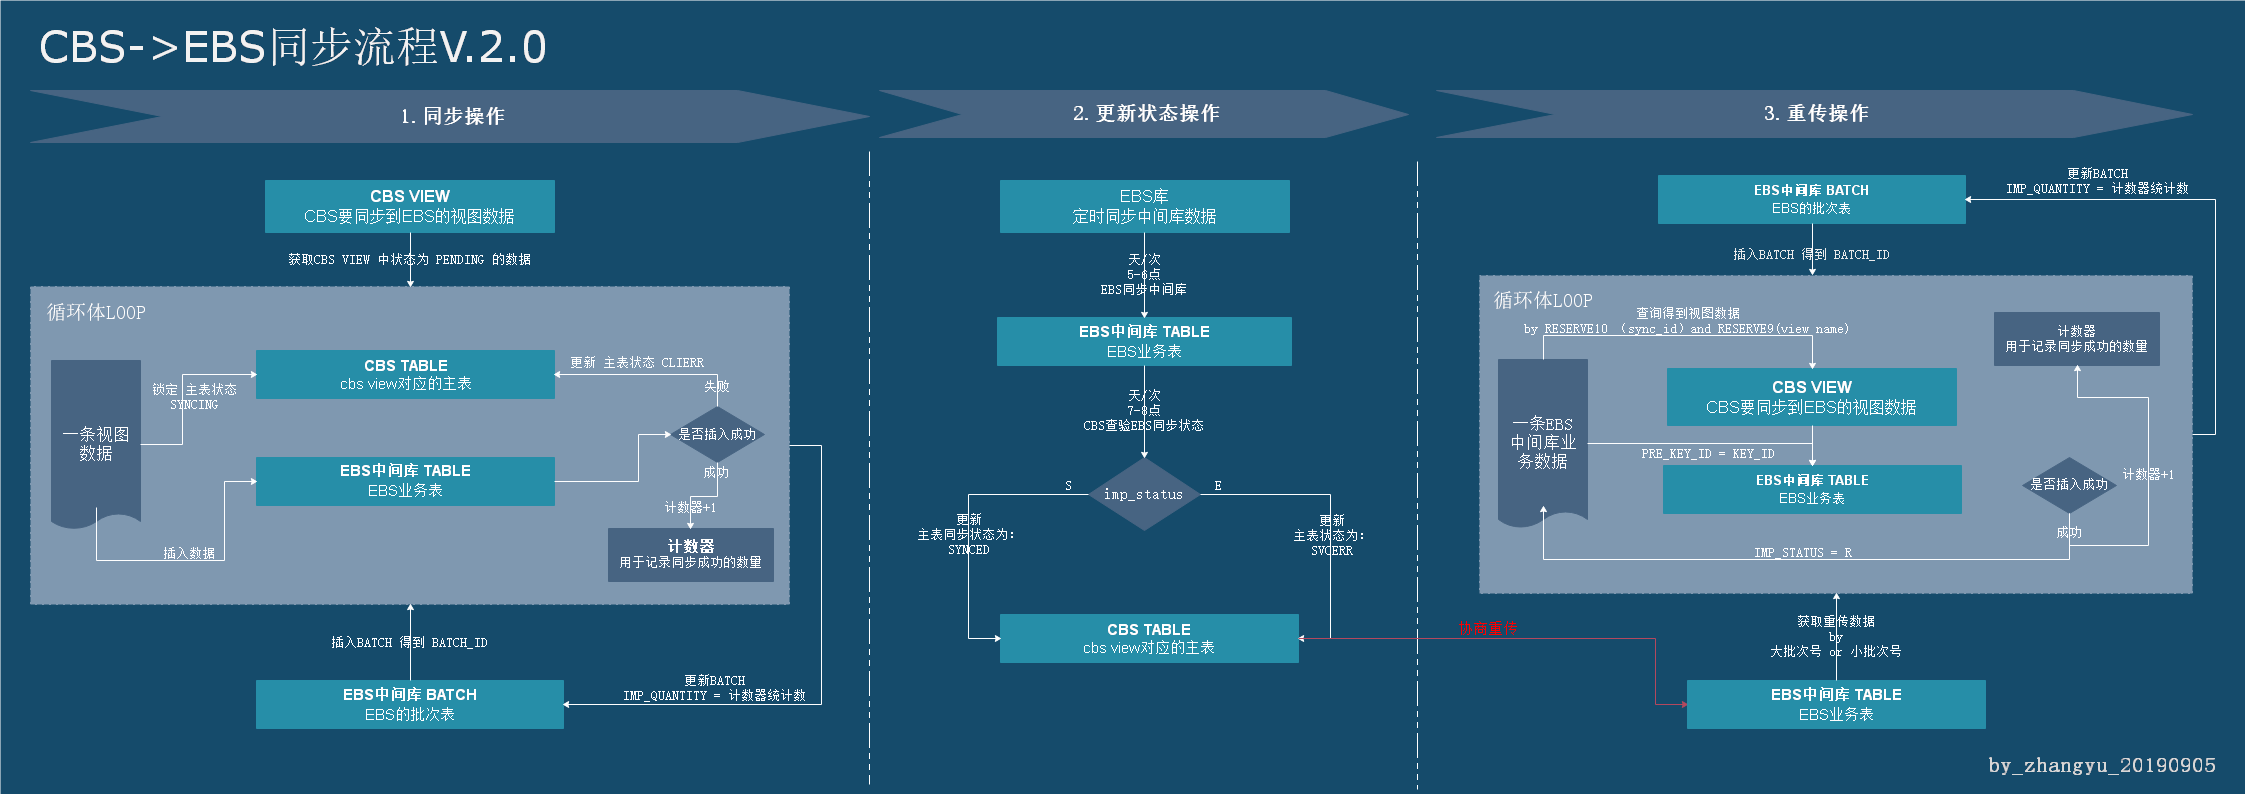 CBS->EBS同步流程V.2.0
1. 同步操作
CBS VIEW
CBS要同步到EBS的视图数据
获取CBS VIEW 中状态为 PENDING 的数据
循环体LOOP
一条视图
数据
锁定 主表状态
SYNCING
插入数据
CBS TABLE
cbs view对应的主表
EBS中间库 TABLE
EBS业务表
更新 主表状态 CLIERR
失败
是否插入成功
成功
计数器+1
计数器
用于记录同步成功的数量
插入BATCH 得到 BATCH_ID
EBS中间库 BATCH
EBS的批次表
更新BATCH
IMP_QUANTITY = 计数器统计数
2. 更新状态操作
EBS库
定时同步中间库数据
天/次
5-6点
EBS同步中间库
EBS中间库 TABLE
EBS业务表
天/次
7-8点
CBS查验EBS同步状态
imp_status
S
E
更新
主表同步状态为：
SYNCED
更新
主表状态为：
SVCERR
CBS TABLE
cbs view对应的主表
协商重传
3. 重传操作
EBS中间库 BATCH
EBS的批次表
更新BATCH
IMP_QUANTITY = 计数器统计数
插入BATCH 得到 BATCH_ID
循环体LOOP
查询得到视图数据
by RESERVE10 （sync_id）and RESERVE9(view name)
一条EBS
中间库业
务数据
CBS VIEW
CBS要同步到EBS的视图数据
PRE_KEY_ID = KEY_ID
EBS中间库 TABLE
EBS业务表
计数器
用于记录同步成功的数量
计数器+1
是否插入成功
成功
IMP_STATUS = R
获取重传数据
by
大批次号 or 小批次号
EBS中间库 TABLE
EBS业务表
by_zhangyu_20190905